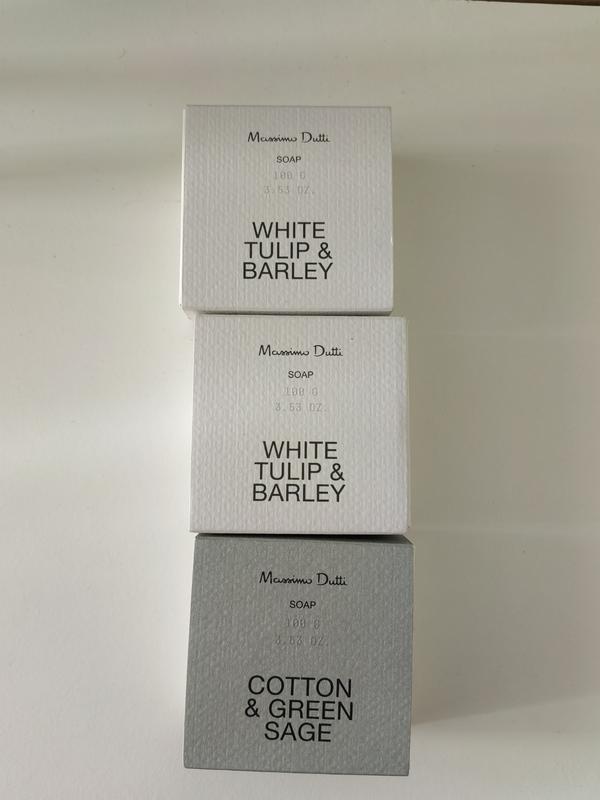 Massimo Dutti
SOAP
100 G
3.53 OZ.
WHITE
TULIP &
BARLEY
Massimo Dutti
SOAP
100 G
3.53 OZ.
WHITE
TULIP &
BARLEY
Massimo Dutti
SOAP
100 G
3.53 OZ.
COTTON
& GREEN
SAGE